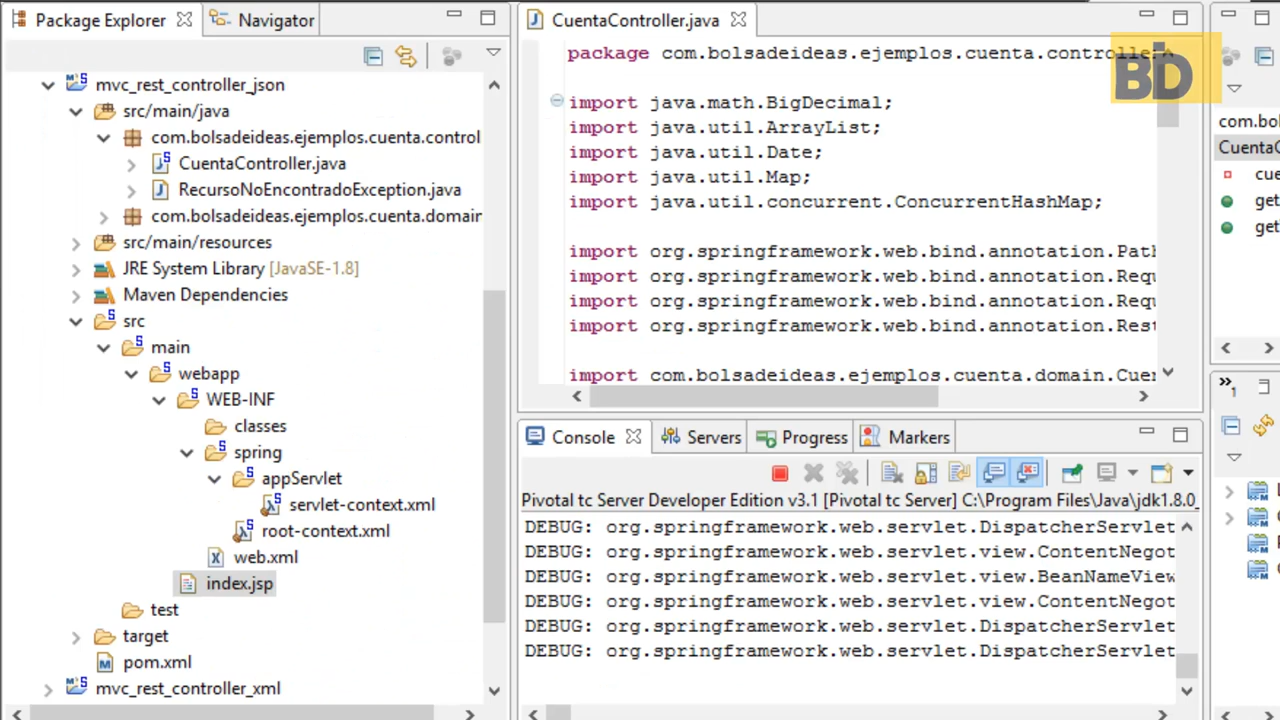 Package Explorer
Navigator
mvc_rest_controller_json
src/main/java
com.bolsadeideas.ejemplos.cuenta.control
CuentaController.java
RecursoNoEncontradoException.java
com.bolsadeideas.ejemplos.cuenta.domain
src/main/resources
JRE System Library [JavaSE-1.8]
Maven Dependencies
src
main
webapp
WEB-INF
classes
spring
appServlet
servlet-context.xml
root-context.xml
web.xml
index.jsp
test
target
pom.xml
mvc_rest_controller_xml
CuentaController.java
package com.bolsadeideas.ejemplos.cuenta.controlle
import java.math.BigDecimal;
import java.util.ArrayList;
import java.util.Date;
import java.util.Map;
import java.util.concurrent.ConcurrentHashMap;
import org.springframework.web.bind.annotation.Path
import org.springframework.web.bind.annotation.Requ
import org.springframework.web.bind.annotation.Requ
import org.springframework.web.bind.annotation.Rest
import com.bolsadeideas.ejemplos.cuenta.domain.Cuen
BD
Console
Servers
Progress
Markers
Pivotal tc Server Developer Edition v3.1 [Pivotal tc Server] C:\Program Files\Java\jdk1.8.0_
DEBUG: org.springframework.web.servlet.DispatcherServlet
DEBUG: org.springframework.web.servlet.view.ContentNegot
DEBUG: org.springframework.web.servlet.view.BeanNameView
DEBUG: org.springframework.web.servlet.view.ContentNegot
DEBUG: org.springframework.web.servlet.DispatcherServlet
DEBUG: org.springframework.web.servlet.DispatcherServlet
com.bol
CuentaC
cue
get
get
1